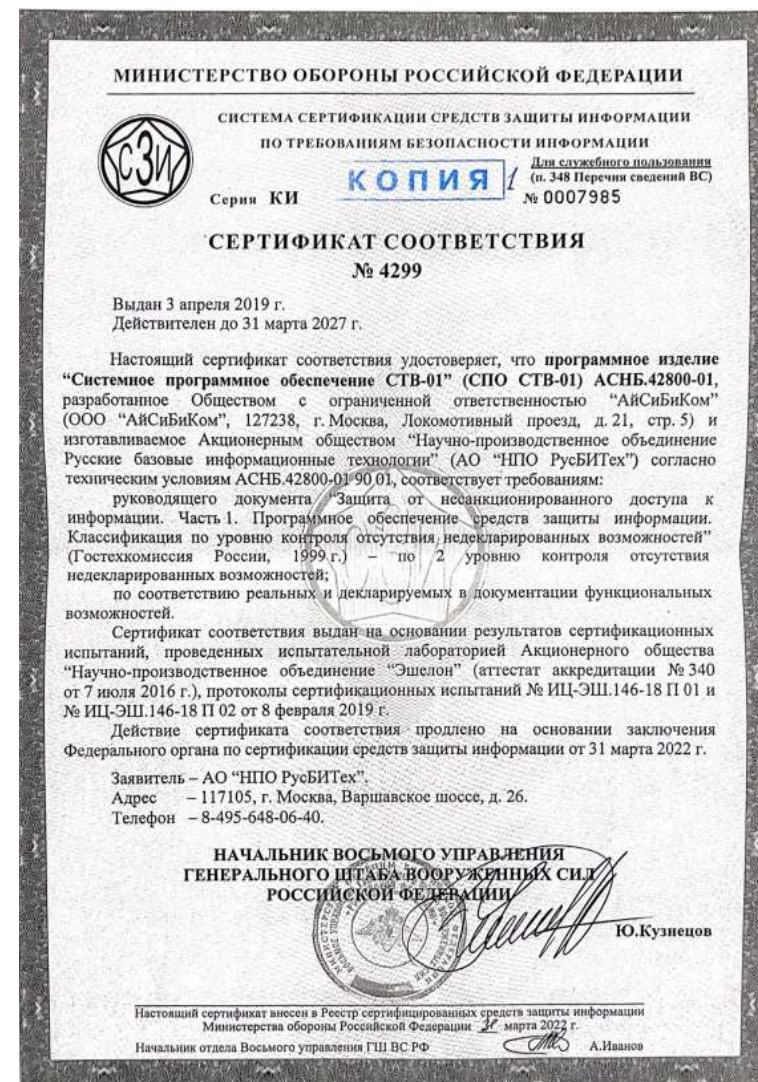 МИНИСТЕРСТВО ОБОРОНЫ РОССИЙСКОЙ ФЕДЕРАЦИИ
СЗИ
СИСТЕМА СЕРТИФИКАЦИИ СРЕДСТВ ЗАЩИТЫ ИНФОРМАЦИИ
ПО ТРЕБОВАНИЯМ БЕЗОПАСНОСТИ ИНФОРМАЦИИ
Для служебного пользования
(п. 348 Перечня сведений ВС)
КОПИЯ 1
Серия КИ
№ 0007985
СЕРТИФИКАТ СООТВЕТСТВИЯ
№ 4299
Выдан 3 апреля 2019 г.
Действителен до 31 марта 2027 г.
Настоящий сертификат соответствия удостоверяет, что программное изделие
“Системное программное обеспечение СТВ-01” (СПО СТВ-01) АСНБ.42800-01,
разработанное Обществом с ограниченной ответственностью “АйСиБиКом”
(ООО “АйСиБиКом”, 127238, г. Москва, Локомотивный проезд, д. 21, стр. 5) и
изготавливаемое Акционерным обществом “Научно-производственное объединение
Русские базовые информационные технологии” (АО “НПО РусБИТех”) согласно
техническим условиям АСНБ.42800-01 90 01, соответствует требованиям:
руководящего документа “Защита от несанкционированного доступа к
информации. Часть 1. Программное обеспечение средств защиты информации.
Классификация по уровню контроля отсутствия недекларированных возможностей”
(Гостехкомиссия России, 1999 г.) – по 2 уровню контроля отсутствия
недекларированных возможностей;
по соответствию реальных и декларируемых в документации функциональных
возможностей.
Сертификат соответствия выдан на основании результатов сертификационных
испытаний, проведенных испытательной лабораторией Акционерного общества
“Научно-производственное объединение “Эшелон” (аттестат аккредитации № 340
от 7 июля 2016 г.), протоколы сертификационных испытаний № ИЦ-ЭШ.146-18 П 01 и
№ ИЦ-ЭШ.146-18 П 02 от 8 февраля 2019 г.
Действие сертификата соответствия продлено на основании заключения
Федерального органа по сертификации средств защиты информации от 31 марта 2022 г.
Заявитель – АО “НПО РусБИТех”.
Адрес – 117105, г. Москва, Варшавское шоссе, д. 26.
Телефон – 8-495-648-06-40.
НАЧАЛЬНИК ВОСЬМОГО УПРАВЛЕНИЯ
ГЕНЕРАЛЬНОГО ШТАБА ВООРУЖЕННЫХ СИЛ
РОССИЙСКОЙ ФЕДЕРАЦИИ
Ю.Кузнецов
Настоящий сертификат внесен в Реестр сертифицированных средств защиты информации
Министерства обороны Российской Федерации 31 марта 2022 г.
Начальник отдела Восьмого управления ГШ ВС РФ А.Иванов